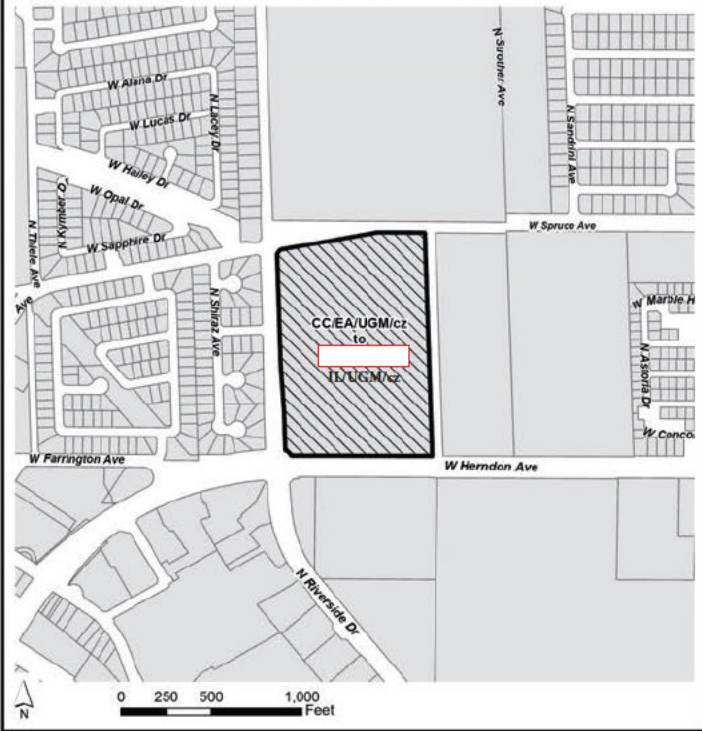 N Strother Ave
W Alana Dr
N Lacey Dr
W Lucas Dr
N Sandrini Ave
W Hailey Dr
W Opal Dr
N Kymer D
N Thiele Ave
W Sapphire Dr
W Spruce Ave
Ave
N Shiraz Ave
W Marble H
CC/EA/UGM/cz
to
IL/UGM/cz
N Astoria Dr
W Conco
W Farrington Ave
W Herndon Ave
N Riverside Dr
N
0 250 500 1,000
Feet